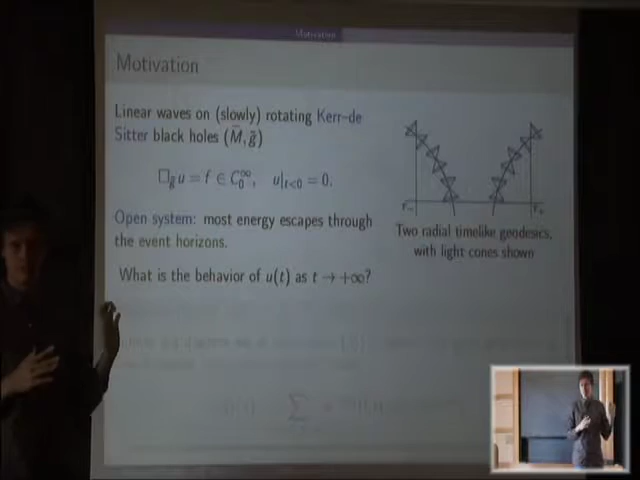 Motivation
Motivation
Linear waves on (slowly) rotating Kerr–de
Sitter black holes (M̃, g̃)
□g̃ u = f ∈ C₀^∞, u|t<0 = 0.
Open system: most energy escapes through
the event horizons.
What is the behavior of u(t) as t → +∞?
r−
r+
Two radial timelike geodesics,
with light cones shown